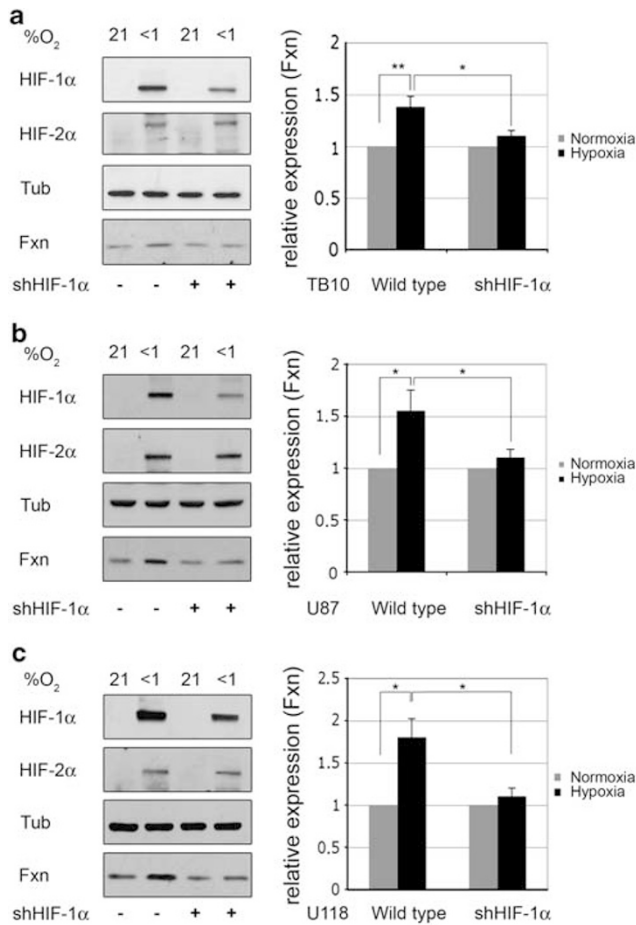 a
%O2 21 <1 21 <1
HIF-1α
HIF-2α
Tub
Fxn
shHIF-1α - - + +
relative expression (Fxn)
2
1.5
1
0.5
0
** *
Normoxia
Hypoxia
TB10 Wild type shHIF-1α
b
%O2 21 <1 21 <1
HIF-1α
HIF-2α
Tub
Fxn
shHIF-1α - - + +
relative expression (Fxn)
2
1.5
1
0.5
0
* *
Normoxia
Hypoxia
U87 Wild type shHIF-1α
c
%O2 21 <1 21 <1
HIF-1α
HIF-2α
Tub
Fxn
shHIF-1α - - + +
relative expression (Fxn)
2.5
2
1.5
1
0.5
0
* *
Normoxia
Hypoxia
U118 Wild type shHIF-1α